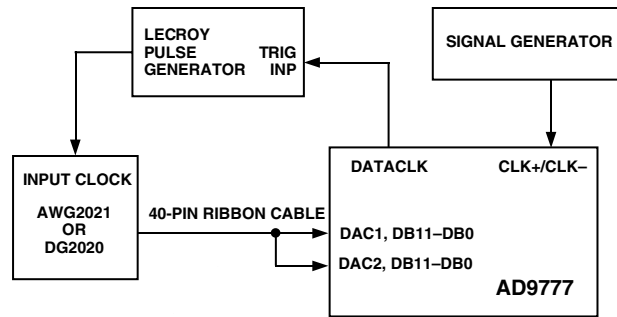 LECROY
PULSE
GENERATOR
TRIG
INP
SIGNAL GENERATOR
INPUT CLOCK
AWG2021
OR
DG2020
40-PIN RIBBON CABLE
DATACLK
CLK+/CLK–
DAC1, DB11–DB0
DAC2, DB11–DB0
AD9777